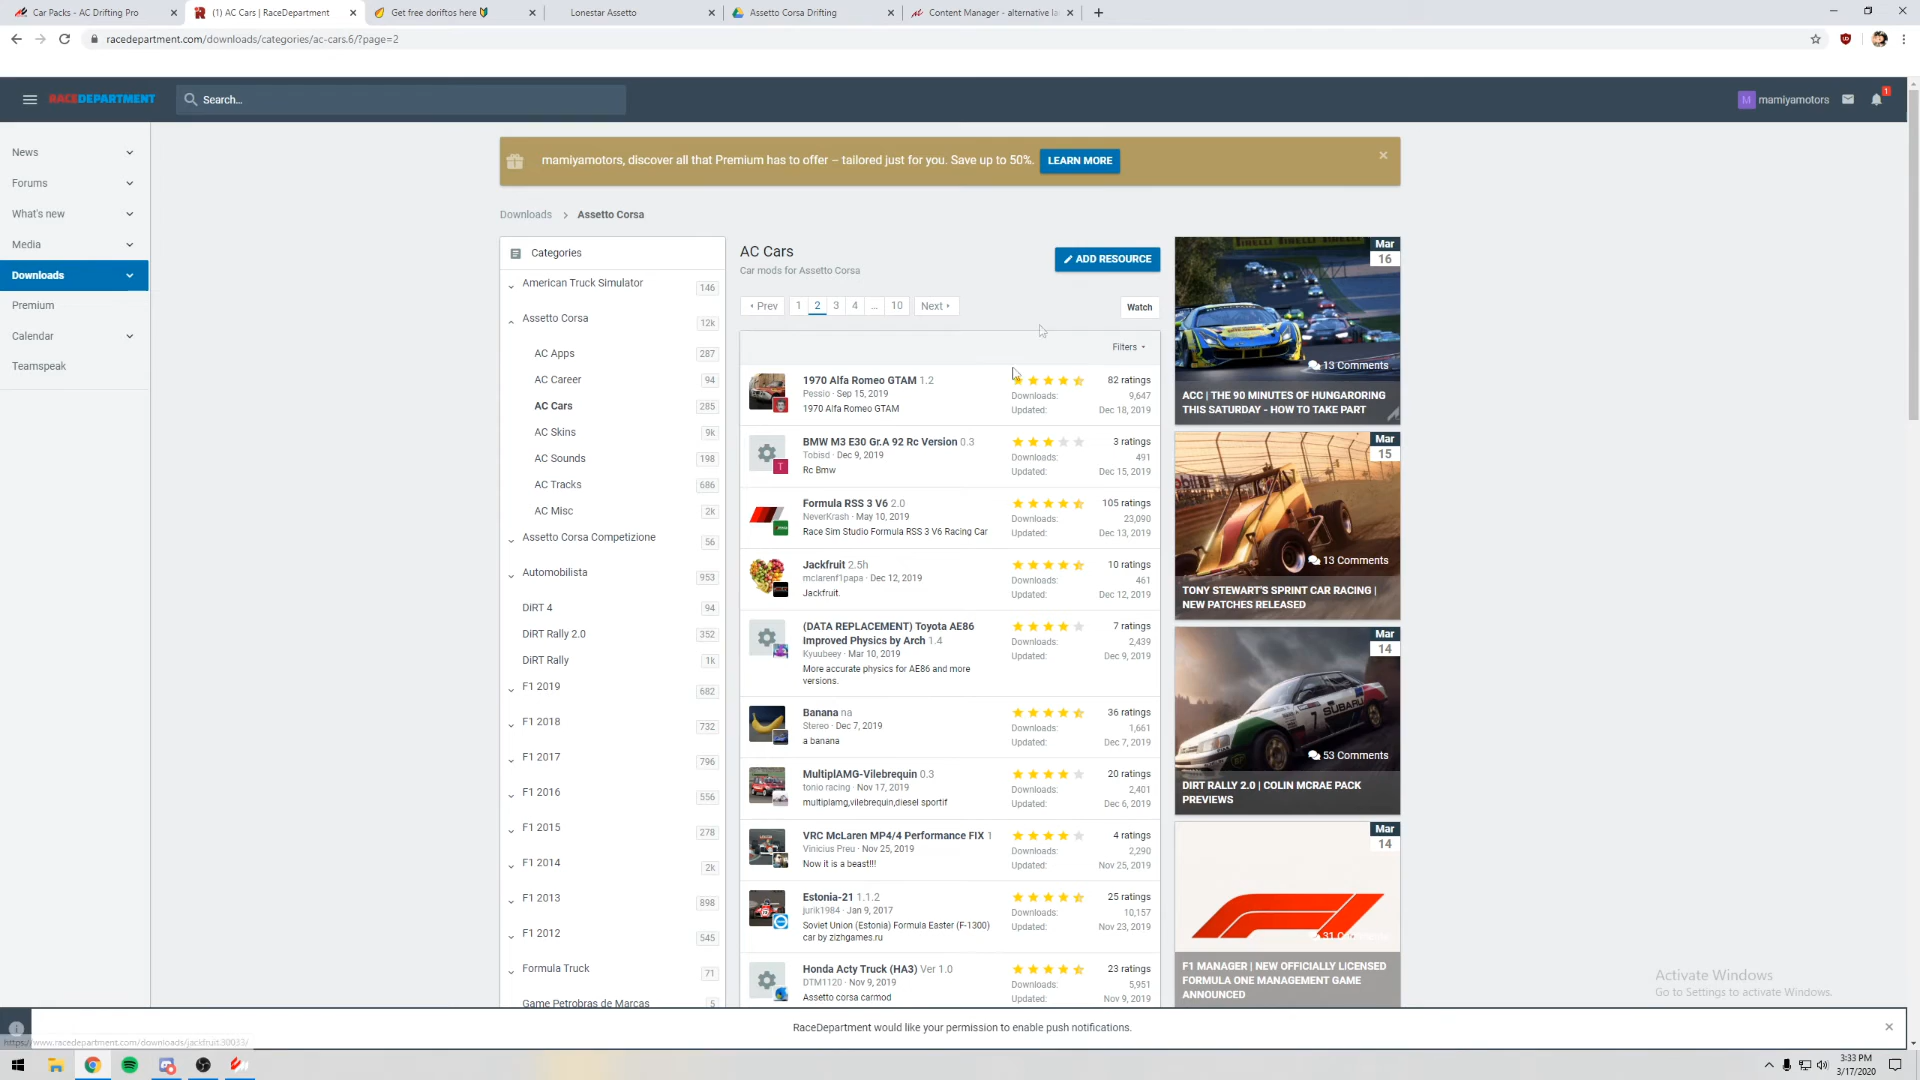 Car Packs - AC Drifting Pro
(1) AC Cars | RaceDepartment
Get free doriftos here
Lonestar Assetto
Assetto Corsa Drifting
Content Manager - alternative la
racedepartment.com/downloads/categories/ac-cars.6/?page=2
RACEDEPARTMENT
Search...
M
mamiyamotors
1
News
Forums
What's new
Media
Downloads
Premium
Calendar
Teamspeak
mamiyamotors, discover all that Premium has to offer – tailored just for you. Save up to 50%.
LEARN MORE
Downloads > Assetto Corsa
Categories
American Truck Simulator 146
Assetto Corsa 12k
AC Apps 287
AC Career 94
AC Cars 285
AC Skins 9k
AC Sounds 198
AC Tracks 686
AC Misc 2k
Assetto Corsa Competizione 56
Automobilista 953
DiRT 4 94
DiRT Rally 2.0 352
DiRT Rally 1k
F1 2019 682
F1 2018 732
F1 2017 796
F1 2016 556
F1 2015 278
F1 2014 2k
F1 2013 898
F1 2012 545
Formula Truck 71
Game Petrobras de Marcas 5
AC Cars
Car mods for Assetto Corsa
ADD RESOURCE
Prev 1 2 3 4 ... 10 Next
Watch
Filters
1970 Alfa Romeo GTAM 1.2
Pessio · Sep 15, 2019
1970 Alfa Romeo GTAM
82 ratings
Downloads: 9,647
Updated: Dec 18, 2019
BMW M3 E30 Gr.A 92 Rc Version 0.3
Tobisd · Dec 9, 2019
Rc Bmw
T
3 ratings
Downloads: 491
Updated: Dec 15, 2019
Formula RSS 3 V6 2.0
NeverKrash · May 10, 2019
Race Sim Studio Formula RSS 3 V6 Racing Car
105 ratings
Downloads: 23,090
Updated: Dec 13, 2019
Jackfruit 2.5h
mclarenf1papa · Dec 12, 2019
Jackfruit.
10 ratings
Downloads: 461
Updated: Dec 12, 2019
(DATA REPLACEMENT) Toyota AE86
Improved Physics by Arch 1.4
Kyuubeey · Mar 10, 2019
More accurate physics for AE86 and more
versions.
7 ratings
Downloads: 2,439
Updated: Dec 9, 2019
Banana na
Stereo · Dec 7, 2019
a banana
36 ratings
Downloads: 1,661
Updated: Dec 7, 2019
MultiplAMG-Vilebrequin 0.3
tonio racing · Nov 17, 2019
multiplamg,vilebrequin,diesel sportif
20 ratings
Downloads: 2,401
Updated: Dec 6, 2019
VRC McLaren MP4/4 Performance FIX 1
Vinicius Preu · Nov 25, 2019
Now it is a beast!!!
4 ratings
Downloads: 2,290
Updated: Nov 25, 2019
Estonia-21 1.1.2
jurik1984 · Jan 9, 2017
Soviet Union (Estonia) Formula Easter (F-1300)
car by zizhgames.ru
25 ratings
Downloads: 10,157
Updated: Nov 23, 2019
Honda Acty Truck (HA3) Ver 1.0
DTM1120 · Nov 9, 2019
Assetto corsa carmod
23 ratings
Downloads: 5,951
Updated: Nov 9, 2019
Mar
16
13 Comments
ACC | THE 90 MINUTES OF HUNGARORING
THIS SATURDAY - HOW TO TAKE PART
Mar
15
13 Comments
TONY STEWART'S SPRINT CAR RACING |
NEW PATCHES RELEASED
Mar
14
SUBARU
53 Comments
DIRT RALLY 2.0 | COLIN MCRAE PACK
PREVIEWS
Mar
14
F1 MANAGER | NEW OFFICIALLY LICENSED
FORMULA ONE MANAGEMENT GAME
ANNOUNCED
Activate Windows
Go to Settings to activate Windows.
RaceDepartment would like your permission to enable push notifications.
https://www.racedepartment.com/downloads/jackfruit.30033/
3:33 PM
3/17/2020